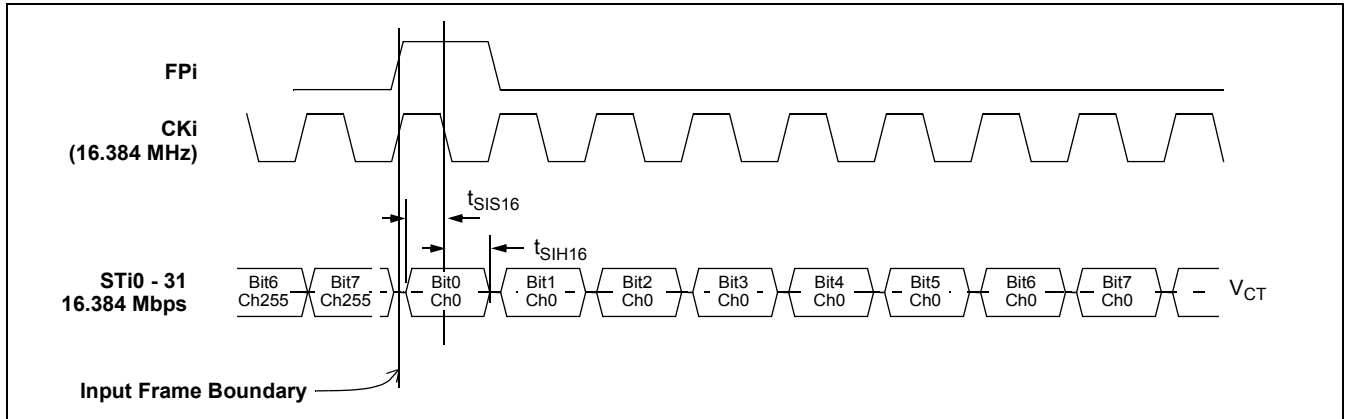 FPi
CKi
(16.384 MHz)
tSIS16
tSIH16
STi0 - 31
16.384 Mbps
Bit6 Ch255
Bit7 Ch255
Bit0 Ch0
Bit1 Ch0
Bit2 Ch0
Bit3 Ch0
Bit4 Ch0
Bit5 Ch0
Bit6 Ch0
Bit7 Ch0
VCT
Input Frame Boundary